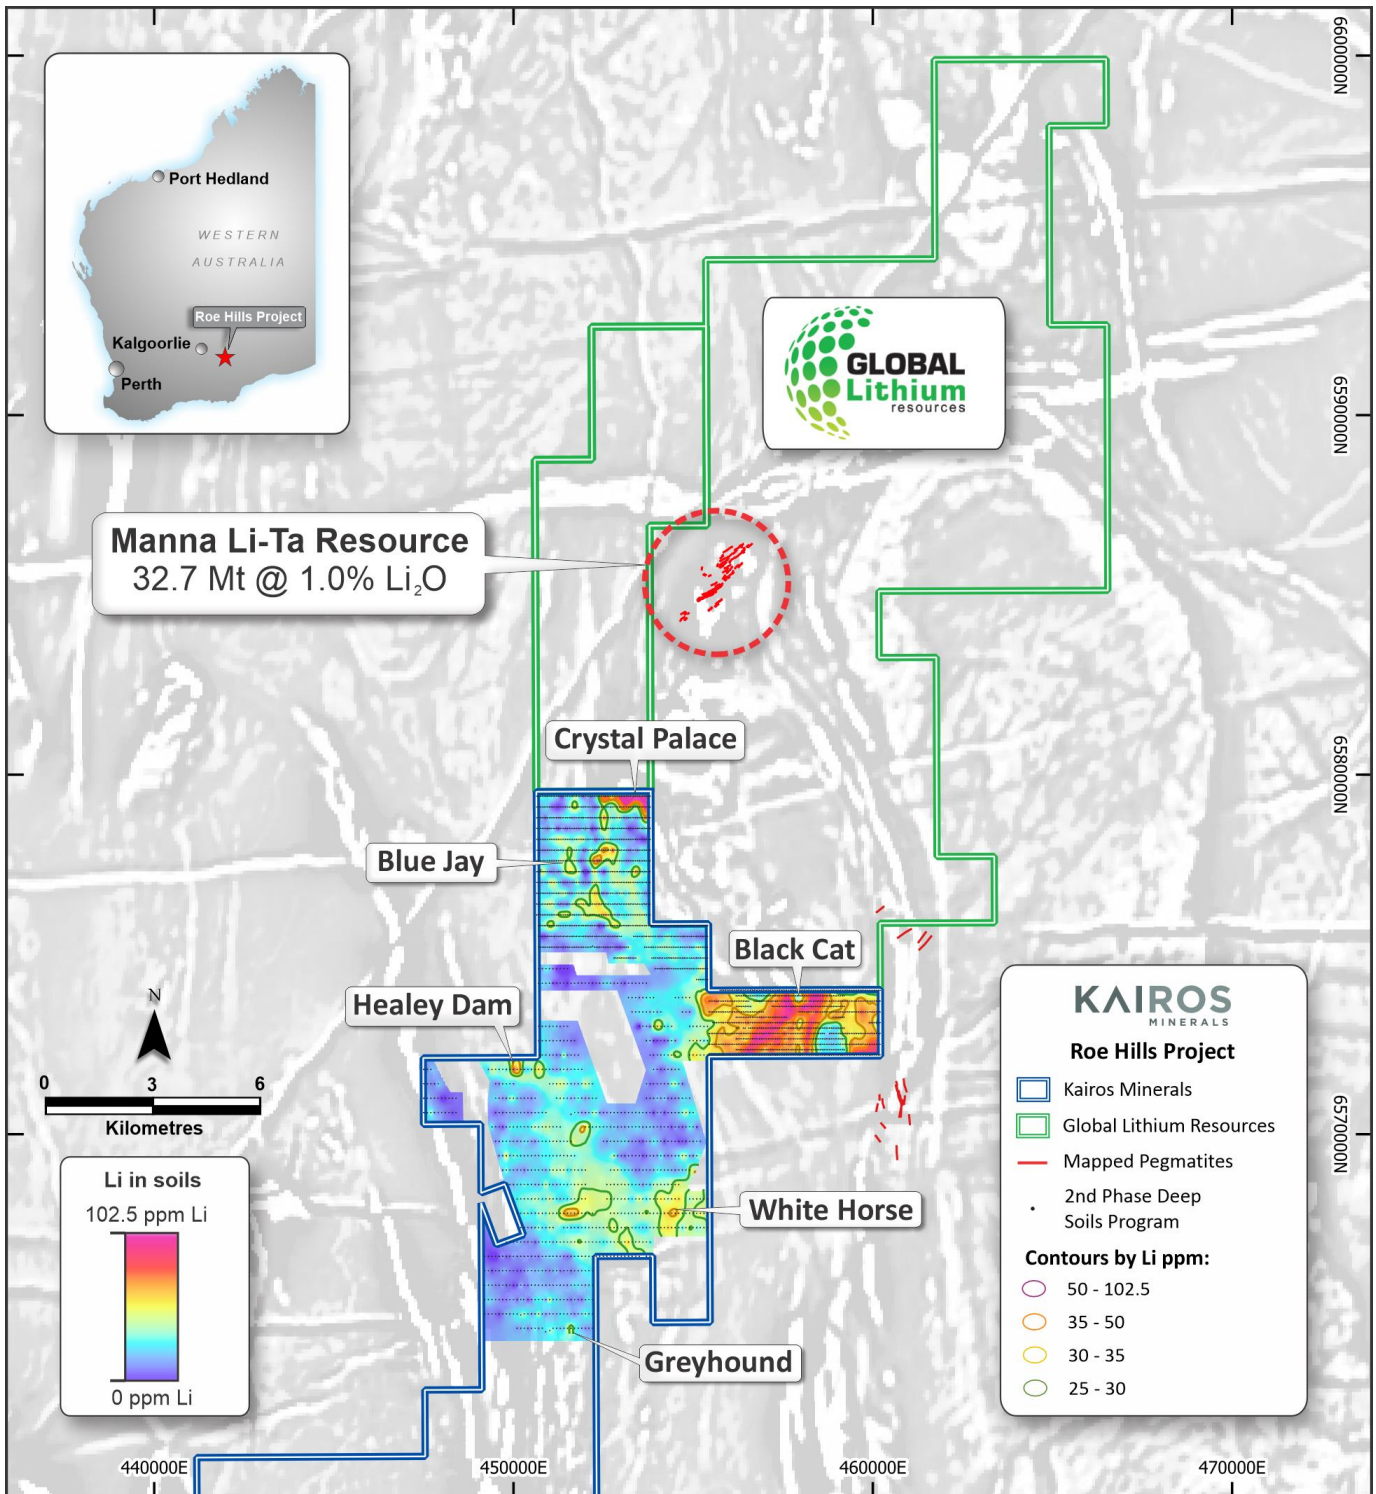 6600000N
Port Hedland
WESTERN
AUSTRALIA
Roe Hills Project
Kalgoorlie
Perth
GLOBAL
Lithium
resources
6590000N
Manna Li-Ta Resource
32.7 Mt @ 1.0% Li₂O
Crystal Palace
6580000N
Blue Jay
Black Cat
Healey Dam
N
0 3 6
Kilometres
Li in soils
102.5 ppm Li
0 ppm Li
White Horse
Greyhound
KAIROS
MINERALS
Roe Hills Project
Kairos Minerals
Global Lithium Resources
Mapped Pegmatites
2nd Phase Deep
Soils Program
Contours by Li ppm:
50 - 102.5
35 - 50
30 - 35
25 - 30
6570000N
440000E 450000E 460000E 470000E